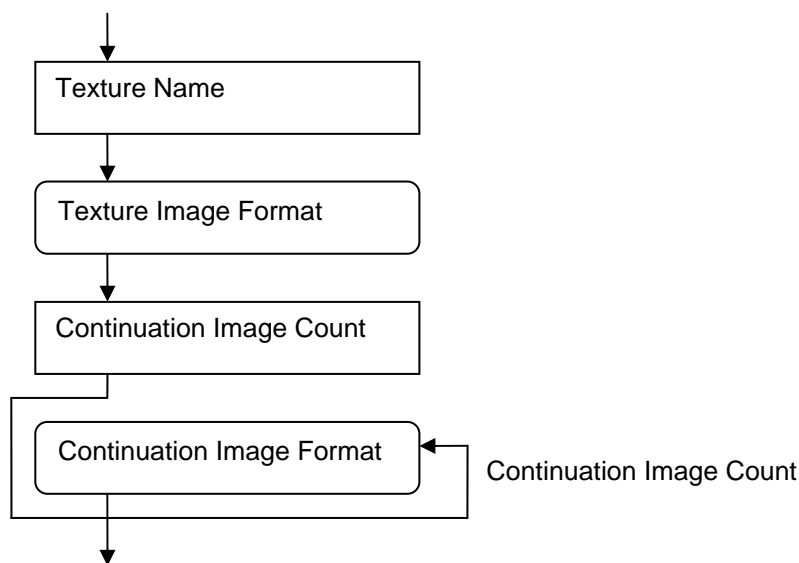 Texture Name
Texture Image Format
Continuation Image Count
Continuation Image Format
Continuation Image Count